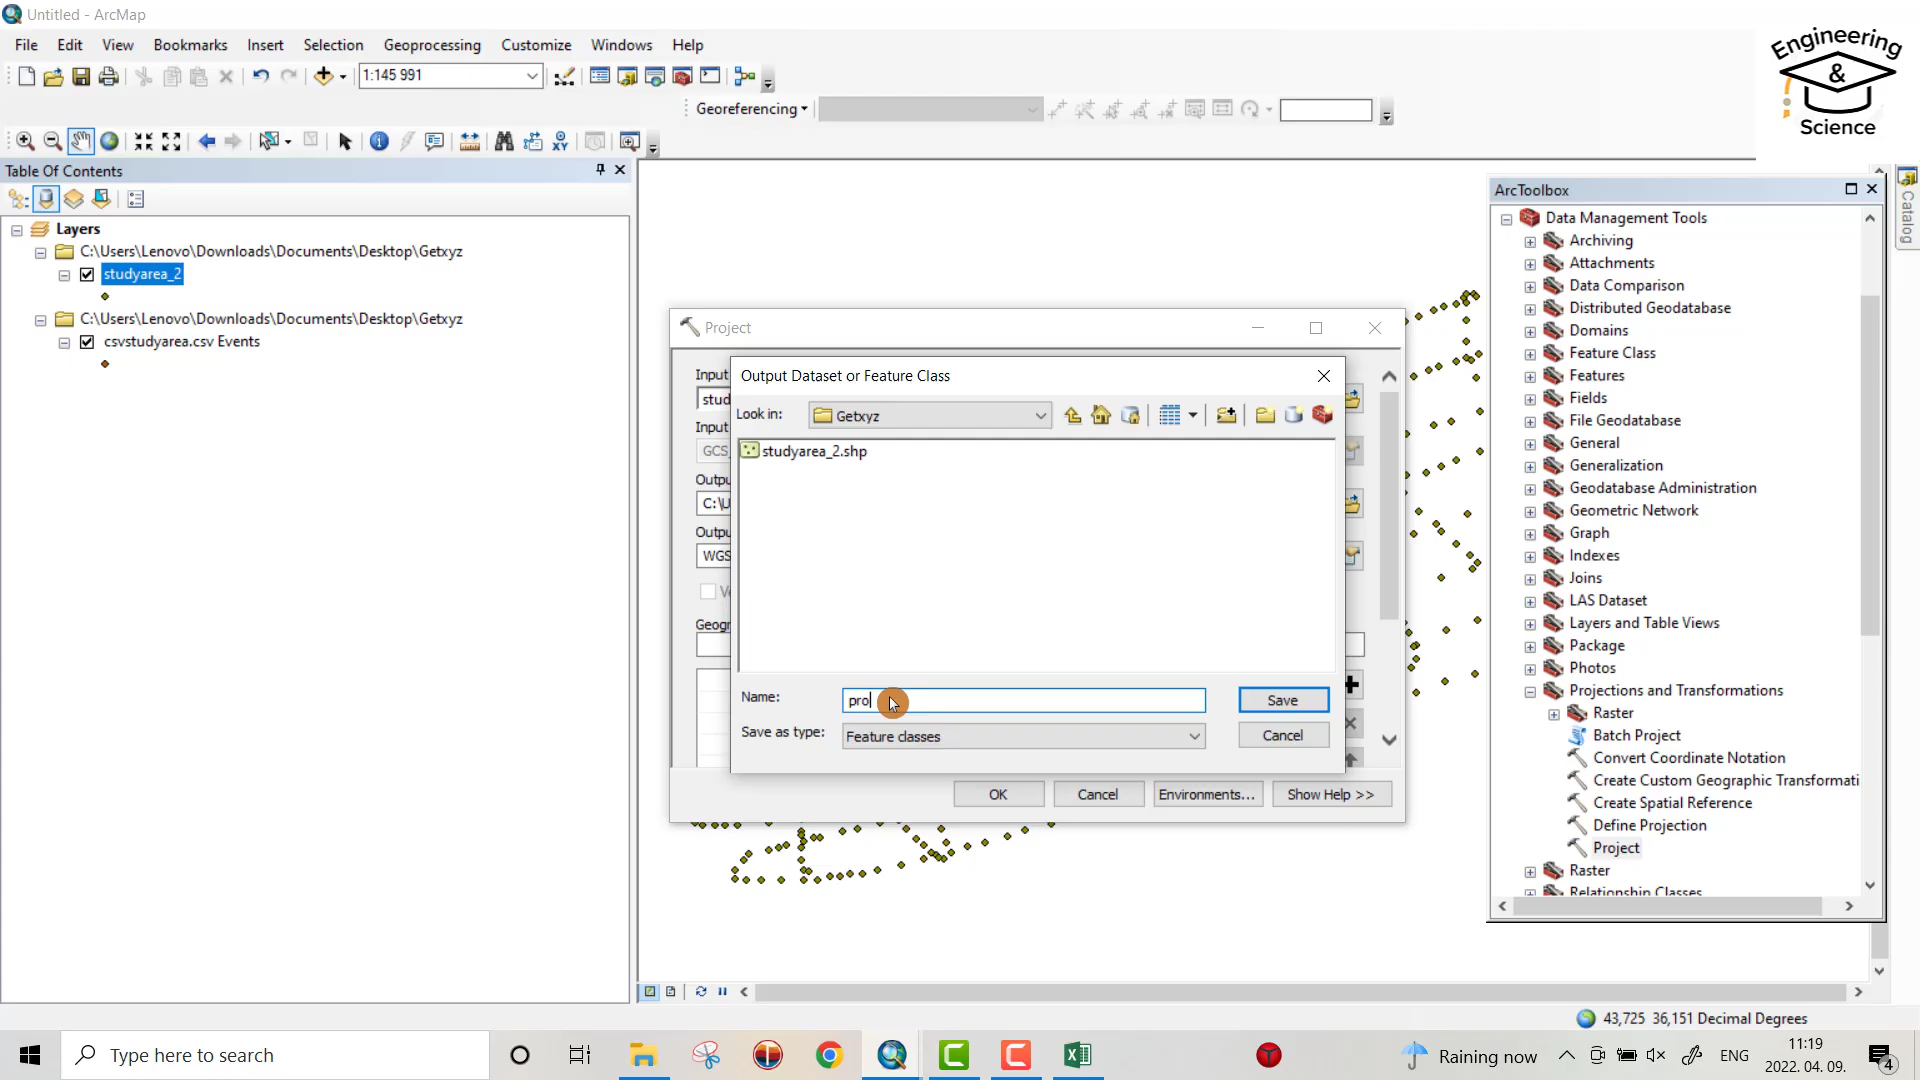 Untitled - ArcMap
Engineering
&
Science
File Edit View Bookmarks Insert Selection Geoprocessing Customize Windows Help
1:145 991
Georeferencing
XY
Table Of Contents
Layers
C:\Users\Lenovo\Downloads\Documents\Desktop\Getxyz
studyarea_2
C:\Users\Lenovo\Downloads\Documents\Desktop\Getxyz
csvstudyarea.csv Events
Project
Input
stud
Input
GCS_
Outpu
C:\U
Outpu
WGS
Ve
Geogr
Output Dataset or Feature Class
Look in: Getxyz
studyarea_2.shp
Name: pro Save
Save as type: Feature classes Cancel
OK Cancel Environments... Show Help >>
ArcToolbox
Data Management Tools
Archiving
Attachments
Data Comparison
Distributed Geodatabase
Domains
Feature Class
Features
Fields
File Geodatabase
General
Generalization
Geodatabase Administration
Geometric Network
Graph
Indexes
Joins
LAS Dataset
Layers and Table Views
Package
Photos
Projections and Transformations
Raster
Batch Project
Convert Coordinate Notation
Create Custom Geographic Transformati
Create Spatial Reference
Define Projection
Project
Raster
Relationship Classes
Catalog
43,725 36,151 Decimal Degrees
Type here to search
Raining now
ENG
11:19
2022. 04. 09.
4